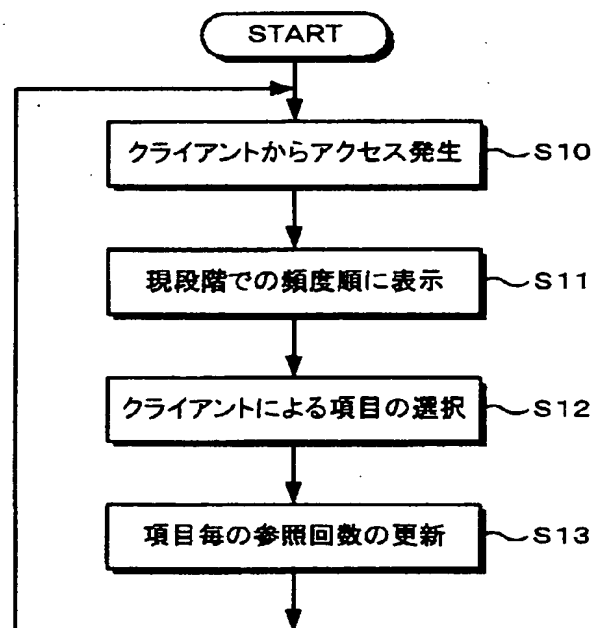 START
クライアントからアクセス発生
S10
現段階での頻度順に表示
S11
クライアントによる項目の選択
S12
項目毎の参照回数の更新
S13